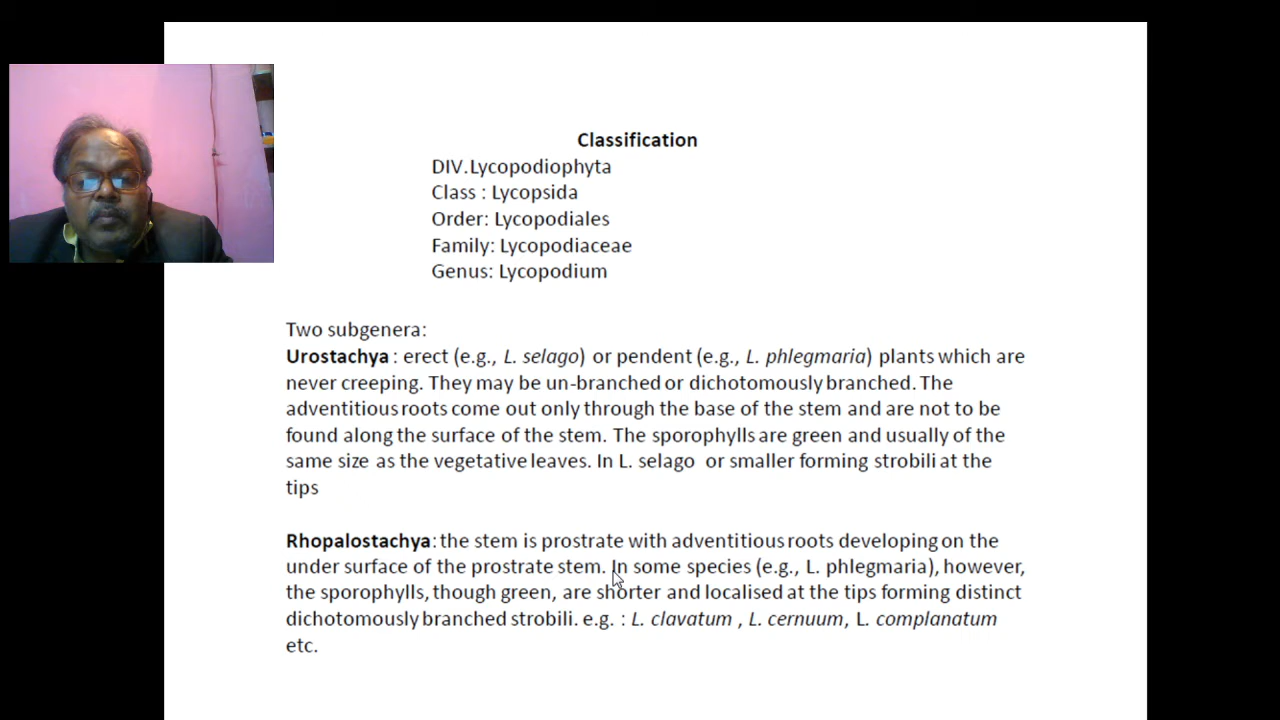 Classification
DIV.Lycopodiophyta
Class : Lycopsida
Order: Lycopodiales
Family: Lycopodiaceae
Genus: Lycopodium
Two subgenera:
Urostachya : erect (e.g., L. selago) or pendent (e.g., L. phlegmaria) plants which are
never creeping. They may be un-branched or dichotomously branched. The
adventitious roots come out only through the base of the stem and are not to be
found along the surface of the stem. The sporophylls are green and usually of the
same size as the vegetative leaves. In L. selago or smaller forming strobili at the
tips
Rhopalostachya: the stem is prostrate with adventitious roots developing on the
under surface of the prostrate stem. In some species (e.g., L. phlegmaria), however,
the sporophylls, though green, are shorter and localised at the tips forming distinct
dichotomously branched strobili. e.g. : L. clavatum , L. cernuum, L. complanatum
etc.